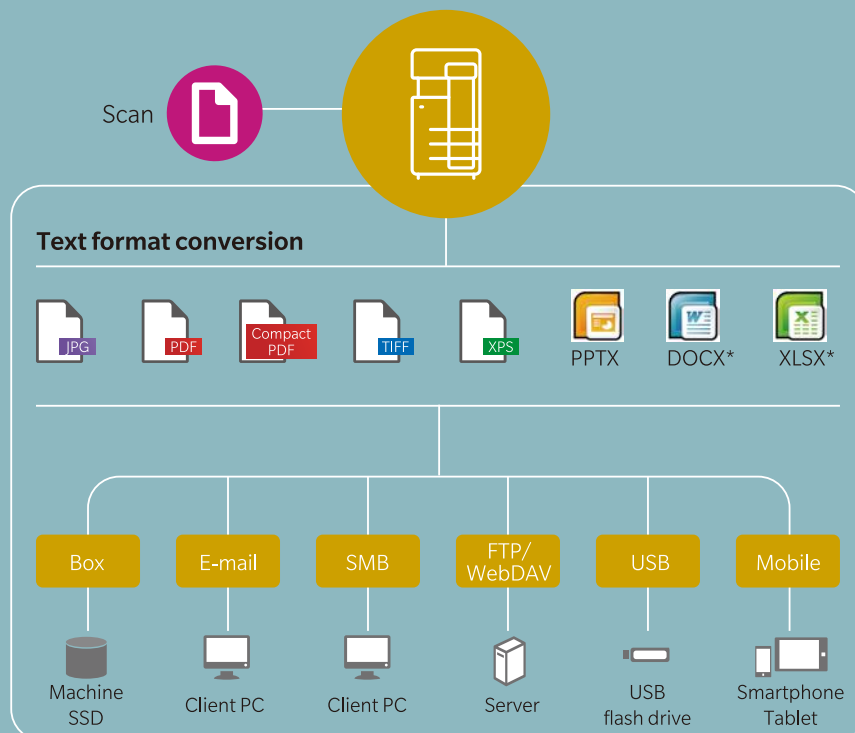 Scan
Text format conversion
JPG
PDF
Compact
PDF
TIFF
XPS
PPTX
DOCX*
XLSX*
Box
E-mail
SMB
FTP/
WebDAV
USB
Mobile
Machine
SSD
Client PC
Client PC
Server
USB
flash drive
Smartphone
Tablet